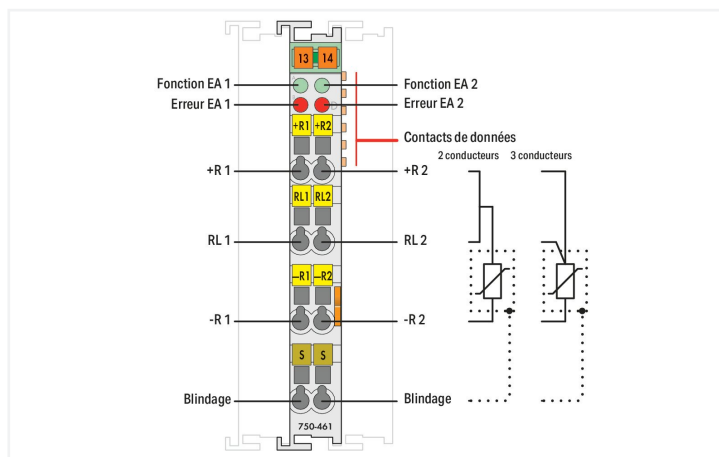 13 14
Fonction EA 1
Fonction EA 2
Erreur EA 1
Erreur EA 2
+R1 +R2
Contacts de données
2 conducteurs 3 conducteurs
+R 1
+R 2
RL1 RL2
RL 1
RL 2
–R1 –R2
-R 1
-R 2
S S
Blindage
Blindage
750-461